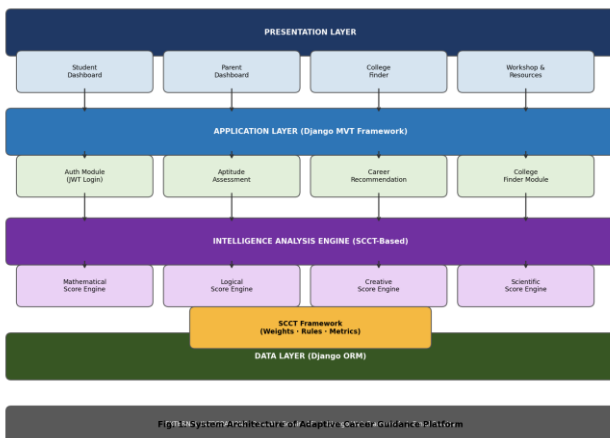 PRESENTATION LAYER
Student
Dashboard
Parent
Dashboard
College
Finder
Workshop &
Resources
APPLICATION LAYER (Django MVT Framework)
Auth Module
(JWT Login)
Aptitude
Assessment
Career
Recommendation
College
Finder Module
INTELLIGENCE ANALYSIS ENGINE (SCCT-Based)
Mathematical
Score Engine
Logical
Score Engine
Creative
Score Engine
Scientific
Score Engine
SCCT Framework
(Weights · Rules · Metrics)
DATA LAYER (Django ORM)
Fig. 1. System Architecture of Adaptive Career Guidance Platform